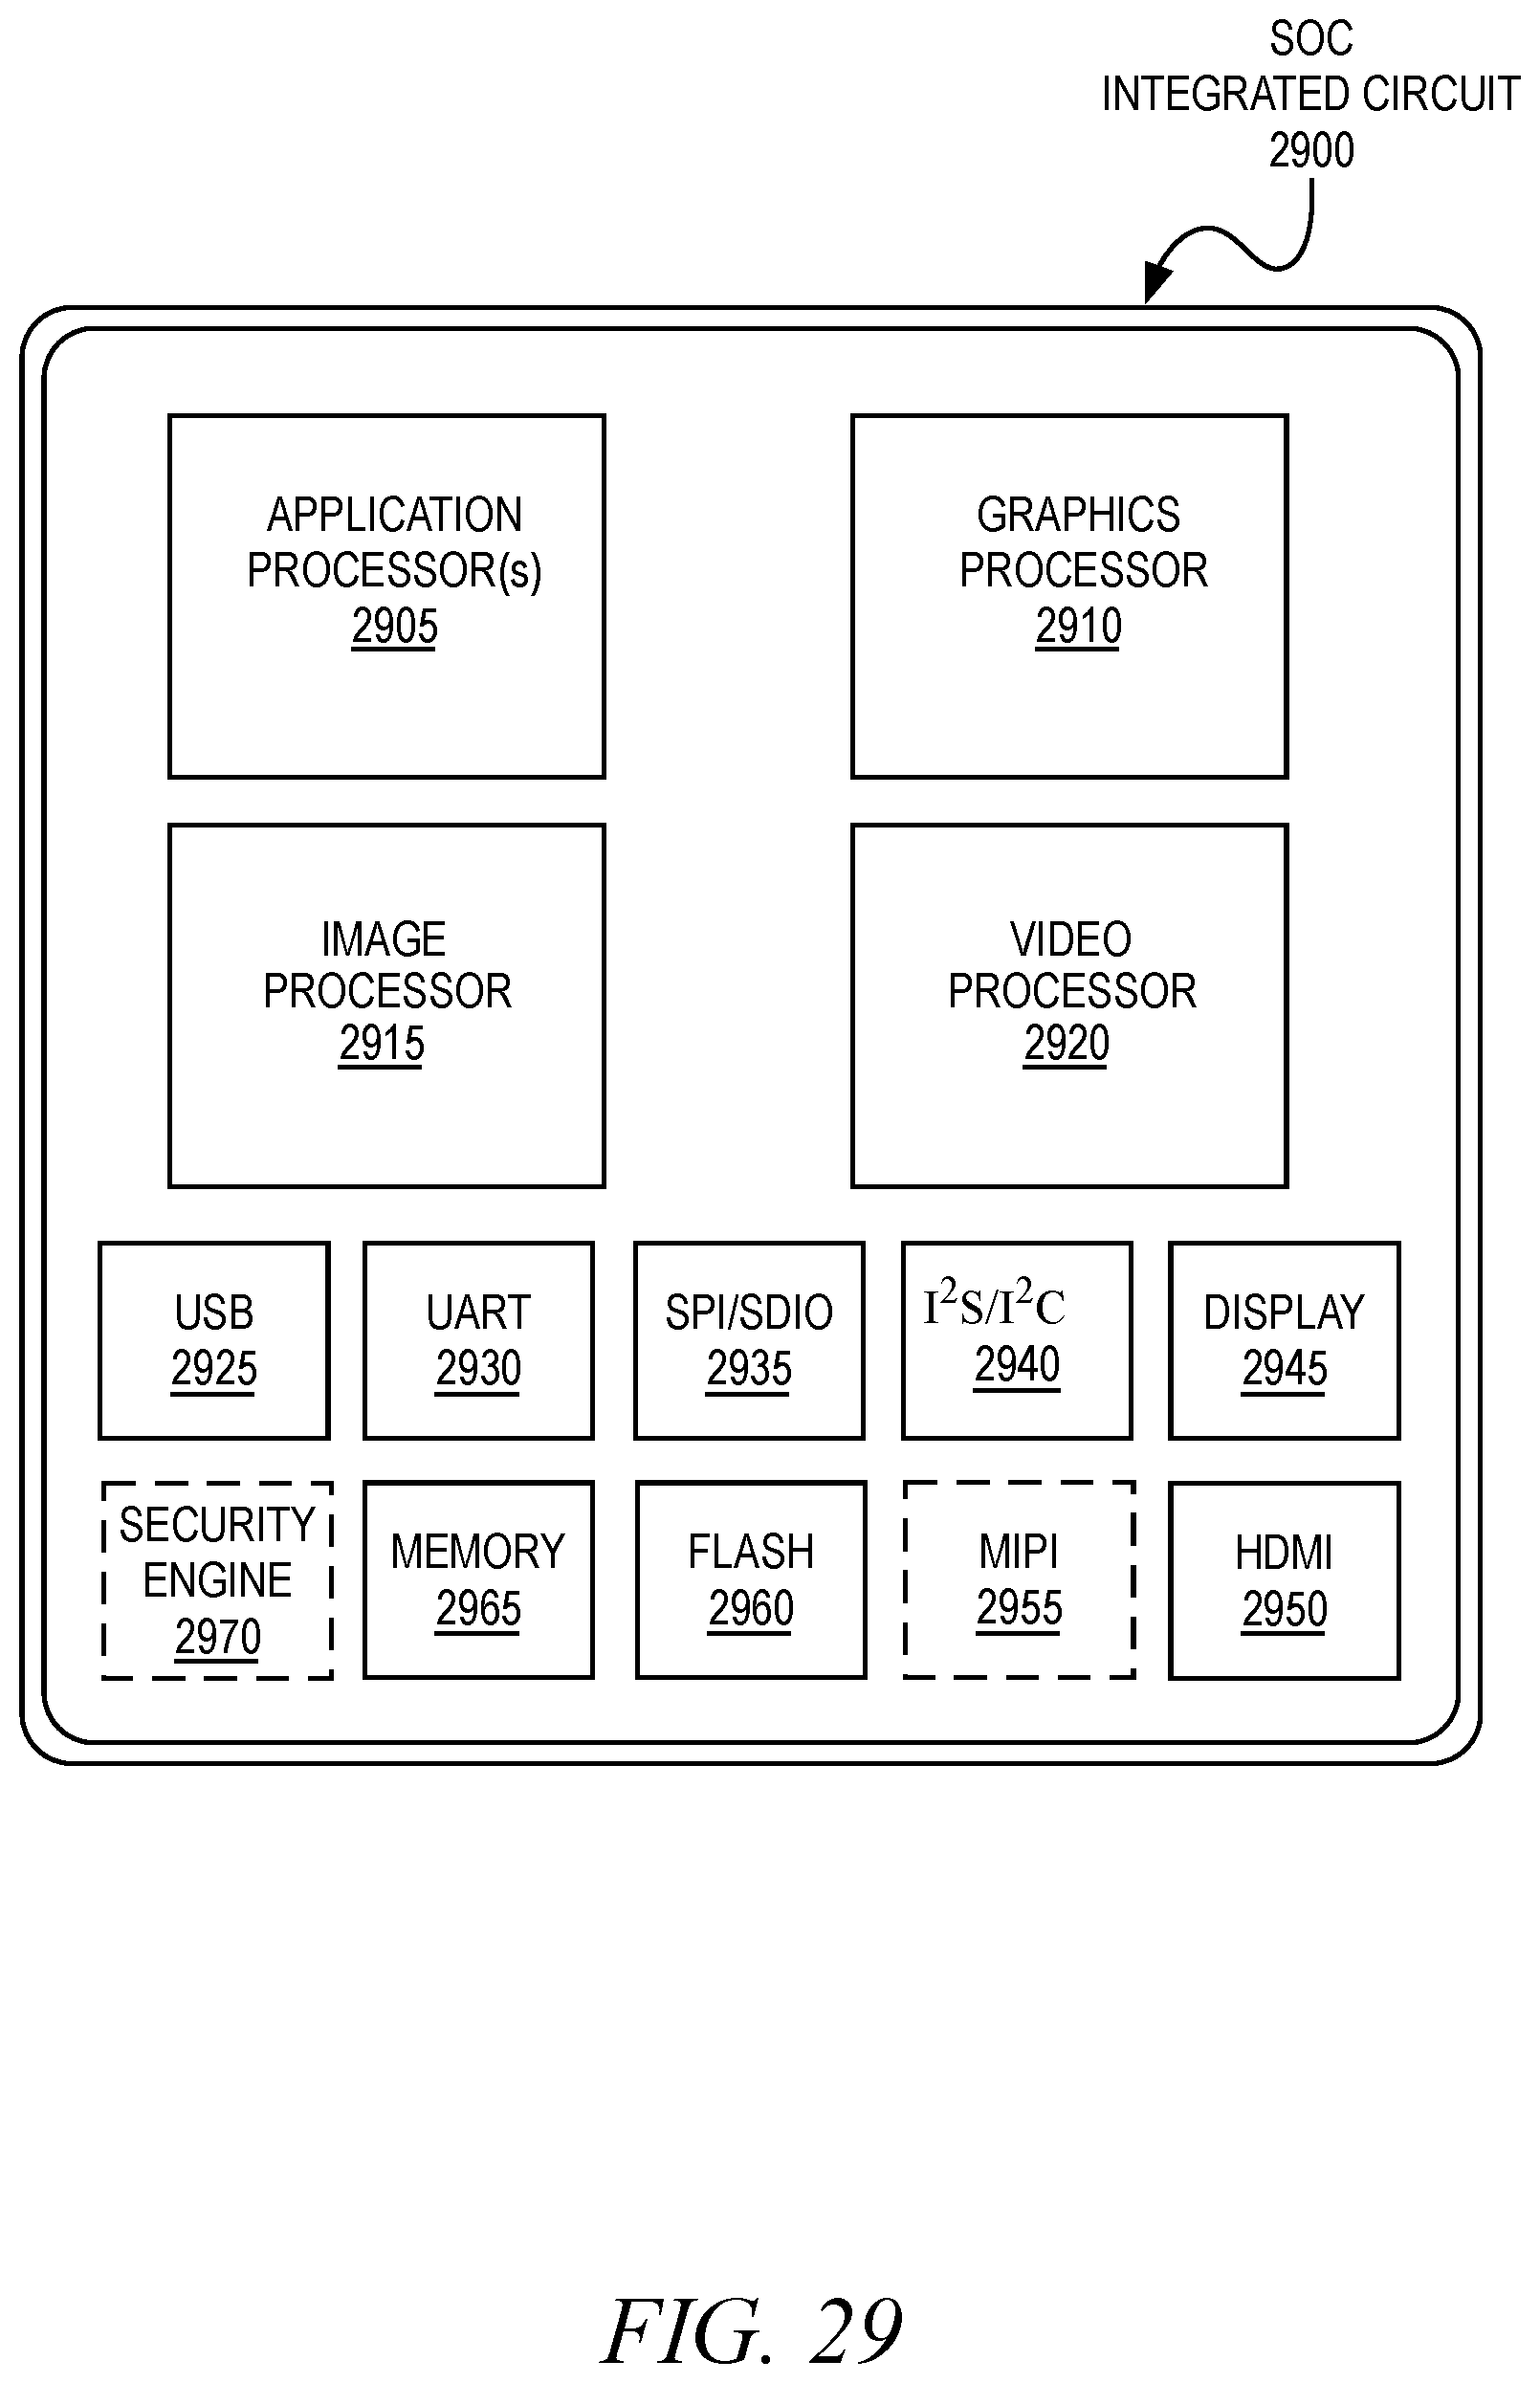 SOC
INTEGRATED CIRCUIT
2900
APPLICATION
PROCESSOR(s)
2905
GRAPHICS
PROCESSOR
2910
IMAGE
PROCESSOR
2915
VIDEO
PROCESSOR
2920
USB
2925
UART
2930
SPI/SDIO
2935
I²S/I²C
2940
DISPLAY
2945
SECURITY
ENGINE
2970
MEMORY
2965
FLASH
2960
MIPI
2955
HDMI
2950
FIG. 29